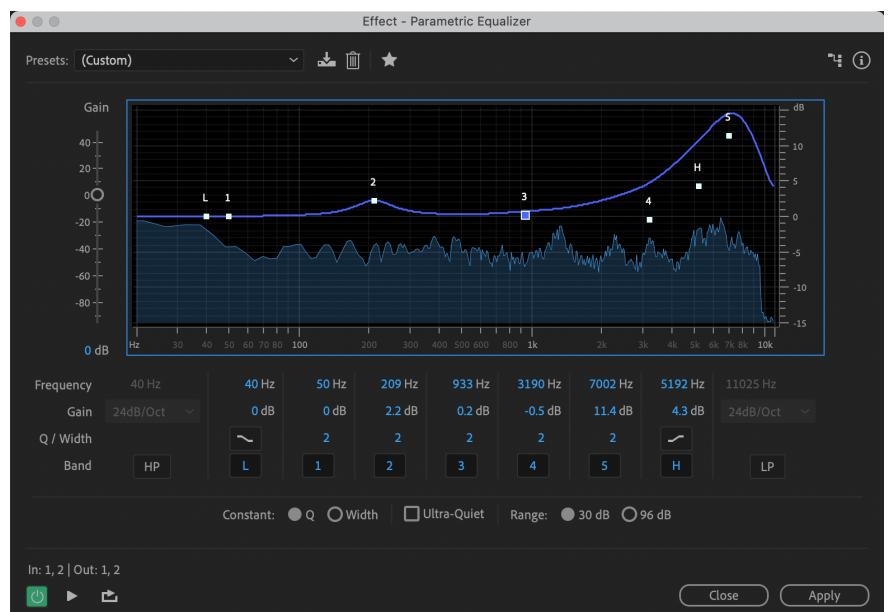 Effect - Parametric Equalizer
Presets: (Custom)
Gain
dB
40
20
0
-20
-40
-60
-80
0 dB
10
5
0
-5
-10
-15
L 1 2 3 4 H 5
Hz 30 40 50 60 70 80 100 200 300 400 500 600 800 1k 2k 3k 4k 5k 6k 7k 8k 10k
Frequency 40 Hz 40 Hz 50 Hz 209 Hz 933 Hz 3190 Hz 7002 Hz 5192 Hz 11025 Hz
Gain 24dB/Oct 0 dB 0 dB 2.2 dB 0.2 dB -0.5 dB 11.4 dB 4.3 dB 24dB/Oct
Q / Width 2 2 2 2 2
Band HP L 1 2 3 4 5 H LP
Constant: Q Width Ultra-Quiet Range: 30 dB 96 dB
In: 1, 2 | Out: 1, 2
Close Apply